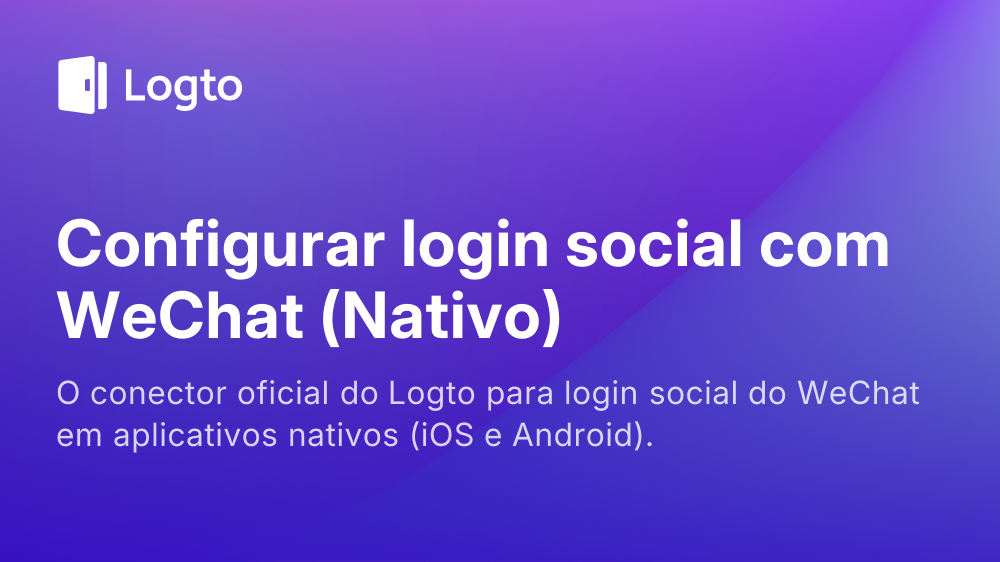 Logto
Configurar login social com
WeChat (Nativo)
O conector oficial do Logto para login social do WeChat
em aplicativos nativos (iOS e Android).